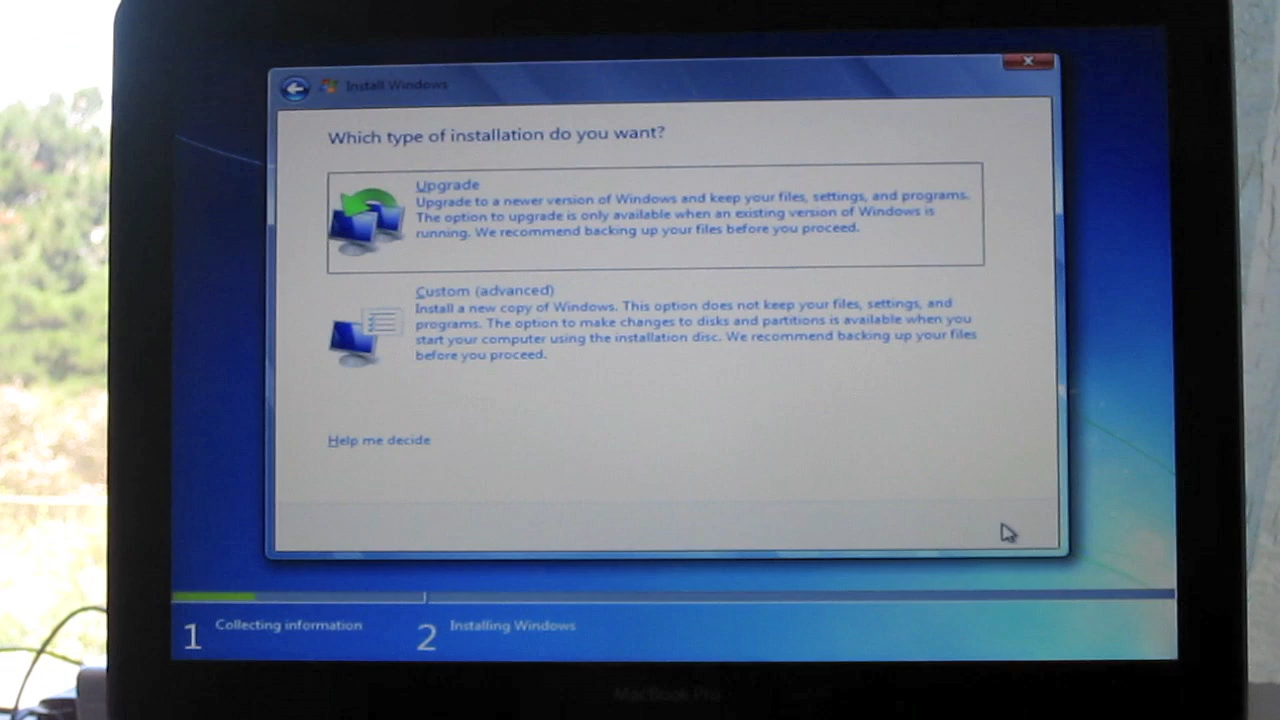 Install Windows
Which type of installation do you want?
Upgrade
Upgrade to a newer version of Windows and keep your files, settings, and programs.
The option to upgrade is only available when an existing version of Windows is
running. We recommend backing up your files before you proceed.
Custom (advanced)
Install a new copy of Windows. This option does not keep your files, settings, and
programs. The option to make changes to disks and partitions is available when you
start your computer using the installation disc. We recommend backing up your files
before you proceed.
Help me decide
1 Collecting information
2 Installing Windows
MacBook Pro